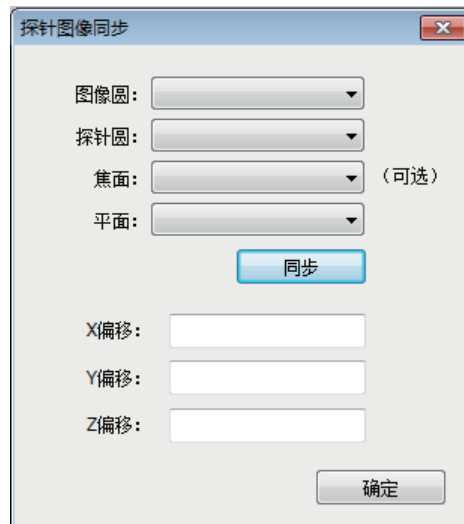 探针图像同步
图像圆：
探针圆：
焦面： （可选）
平面：
同步
X偏移：
Y偏移：
Z偏移：
确定